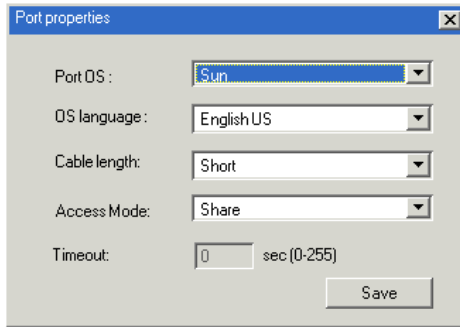 Port properties
Port OS : Sun
OS language : English US
Cable length: Short
Access Mode: Share
Timeout: 0 sec (0-255)
Save